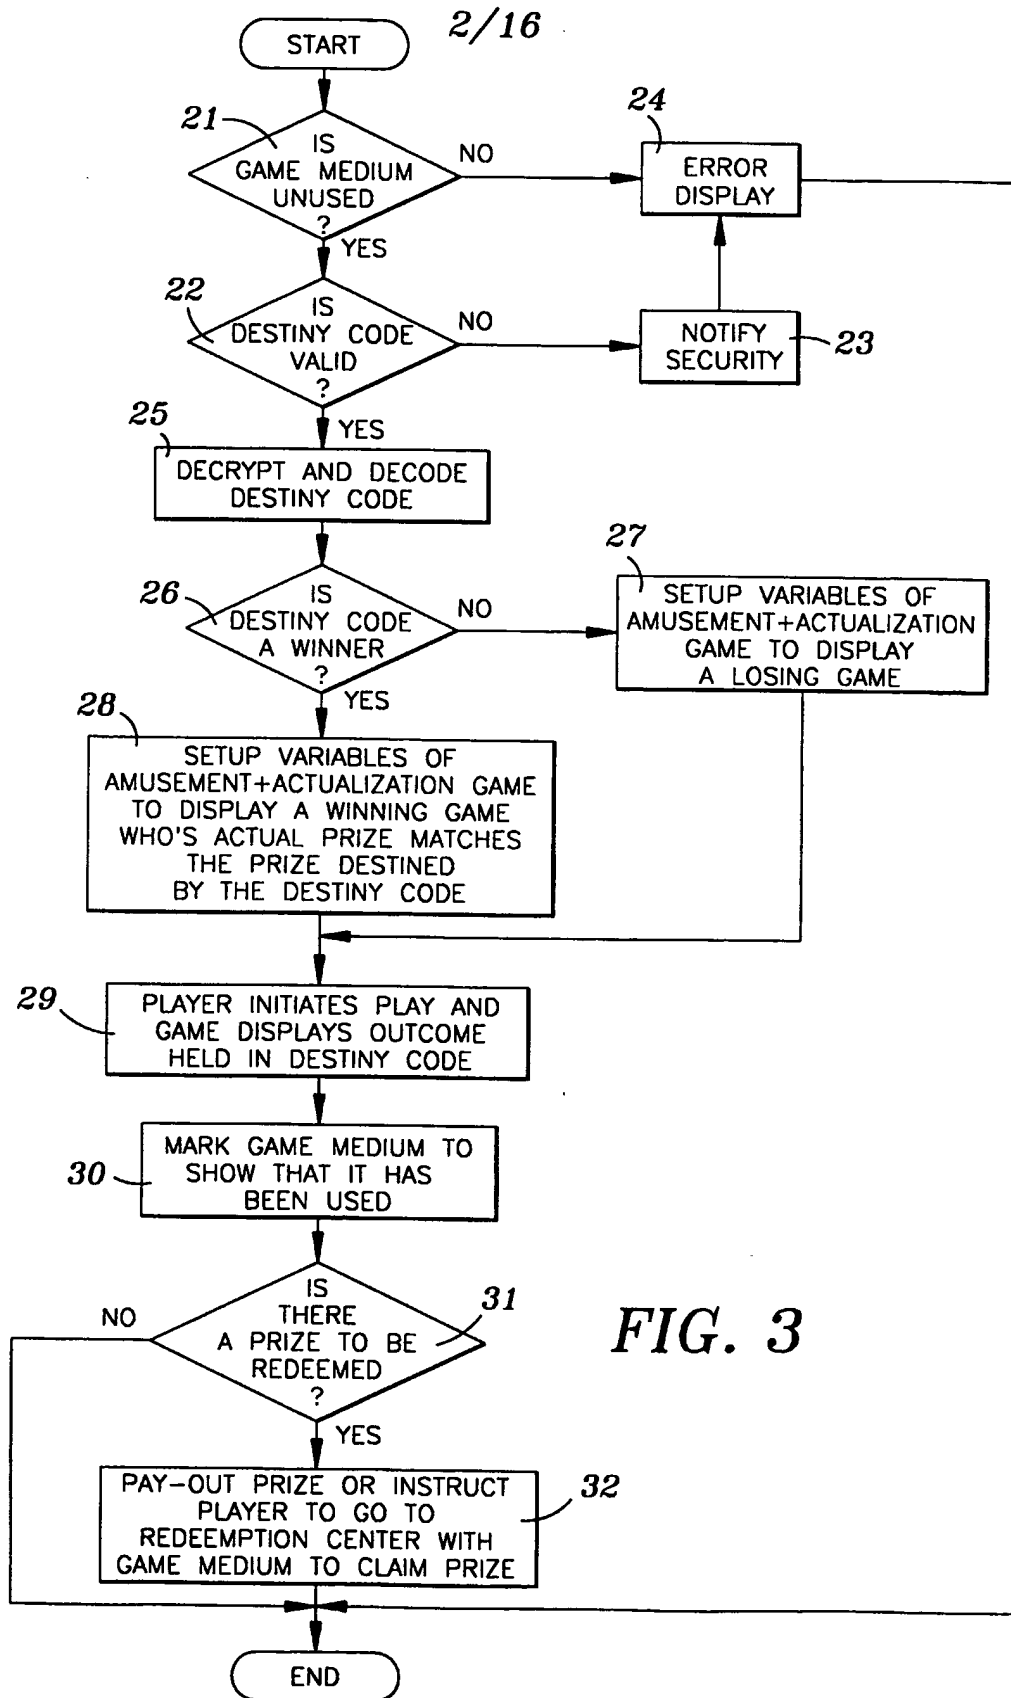 2/16
START
21
IS
GAME MEDIUM
UNUSED
?
NO
YES
24
ERROR
DISPLAY
22
IS
DESTINY CODE
VALID
?
NO
YES
NOTIFY
SECURITY
23
25
DECRYPT AND DECODE
DESTINY CODE
26
IS
DESTINY CODE
A WINNER
?
NO
YES
27
SETUP VARIABLES OF
AMUSEMENT+ACTUALIZATION
GAME TO DISPLAY
A LOSING GAME
28
SETUP VARIABLES OF
AMUSEMENT+ACTUALIZATION GAME
TO DISPLAY A WINNING GAME
WHO'S ACTUAL PRIZE MATCHES
THE PRIZE DESTINED
BY THE DESTINY CODE
29
PLAYER INITIATES PLAY AND
GAME DISPLAYS OUTCOME
HELD IN DESTINY CODE
30
MARK GAME MEDIUM TO
SHOW THAT IT HAS
BEEN USED
31
IS
THERE
A PRIZE TO BE
REDEEMED
?
NO
YES
FIG. 3
32
PAY-OUT PRIZE OR INSTRUCT
PLAYER TO GO TO
REDEEMPTION CENTER WITH
GAME MEDIUM TO CLAIM PRIZE
END